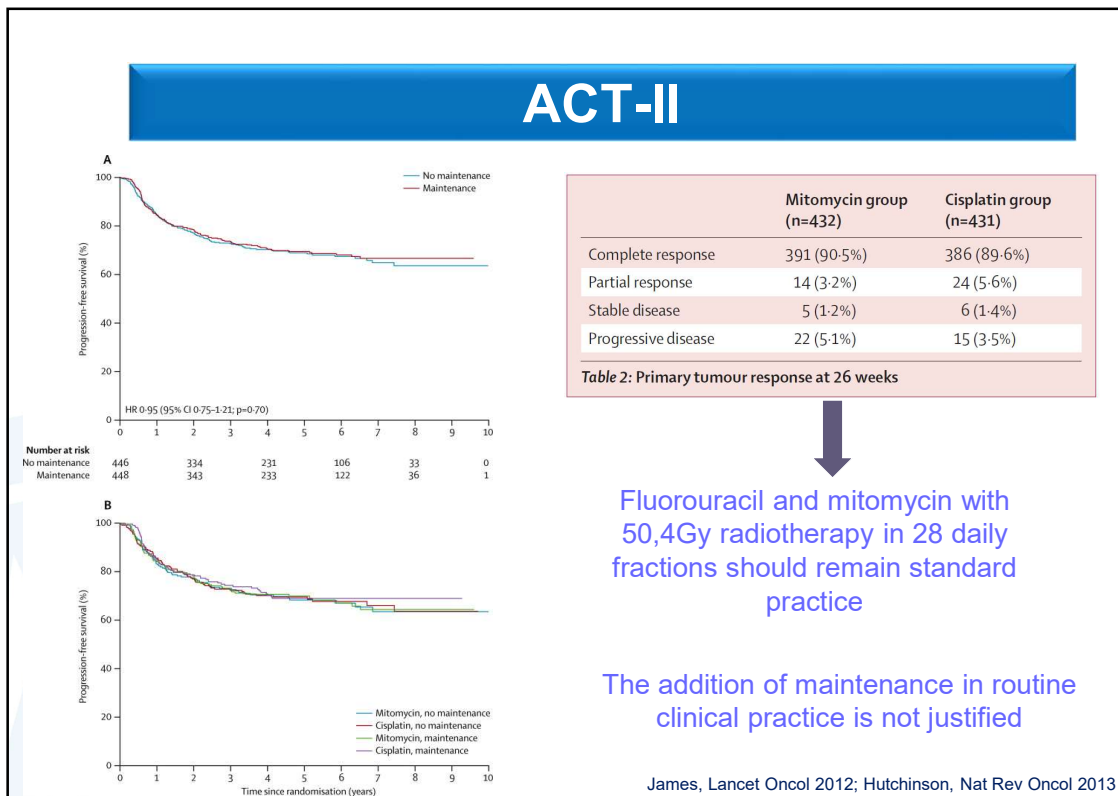 ACT-II
A
No maintenance
Maintenance
Progression-free survival (%)
100
80
60
40
20
0
HR 0·95 (95% CI 0·75–1·21; p=0·70)
0 1 2 3 4 5 6 7 8 9 10
Number at risk
No maintenance 446 334 231 106 33 0
Maintenance 448 343 233 122 36 1
B
Progression-free survival (%)
100
80
60
40
20
0
Mitomycin, no maintenance
Cisplatin, no maintenance
Mitomycin, maintenance
Cisplatin, maintenance
0 1 2 3 4 5 6 7 8 9 10
Time since randomisation (years)
Mitomycin group (n=432) Cisplatin group (n=431)
Complete response 391 (90·5%) 386 (89·6%)
Partial response 14 (3·2%) 24 (5·6%)
Stable disease 5 (1·2%) 6 (1·4%)
Progressive disease 22 (5·1%) 15 (3·5%)
Table 2: Primary tumour response at 26 weeks
Fluorouracil and mitomycin with
50,4Gy radiotherapy in 28 daily
fractions should remain standard
practice
The addition of maintenance in routine
clinical practice is not justified
James, Lancet Oncol 2012; Hutchinson, Nat Rev Oncol 2013